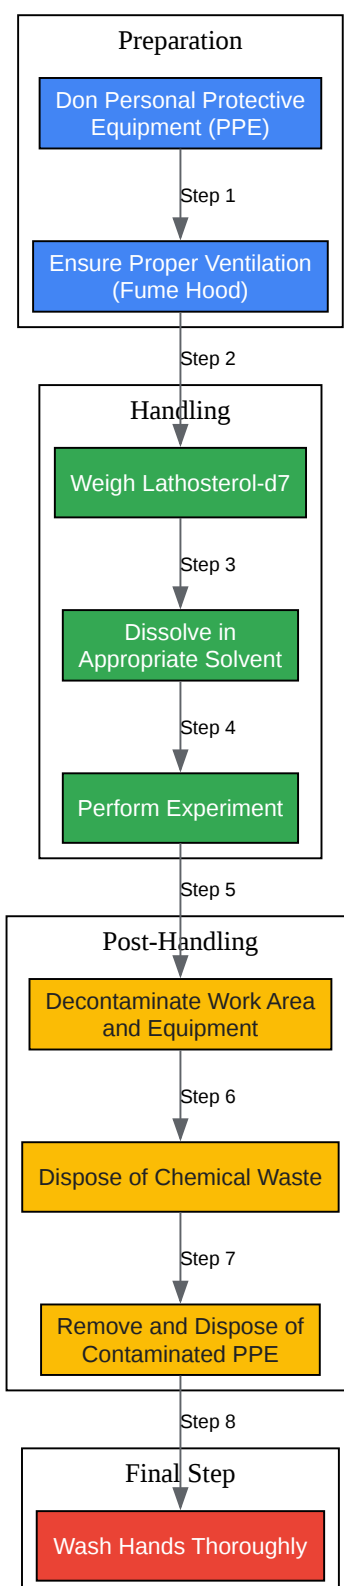 Preparation
Don Personal Protective
Equipment (PPE)
Step 1
Ensure Proper Ventilation
(Fume Hood)
Step 2
Handling
Weigh Lathosterol-d7
Step 3
Dissolve in
Appropriate Solvent
Step 4
Perform Experiment
Step 5
Post-Handling
Decontaminate Work Area
and Equipment
Step 6
Dispose of Chemical Waste
Step 7
Remove and Dispose of
Contaminated PPE
Step 8
Final Step
Wash Hands Thoroughly